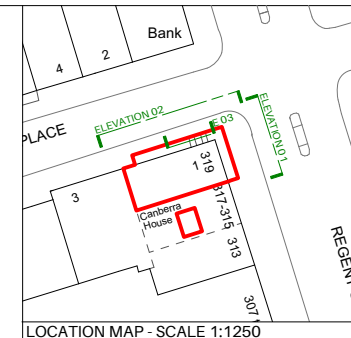 Bank
2
4
PLACE
ELEVATION 02
E 03
ELEVATION 01
1
319
3
317-315
Canberra
House
313
REGENT
307
LOCATION MAP - SCALE 1:1250